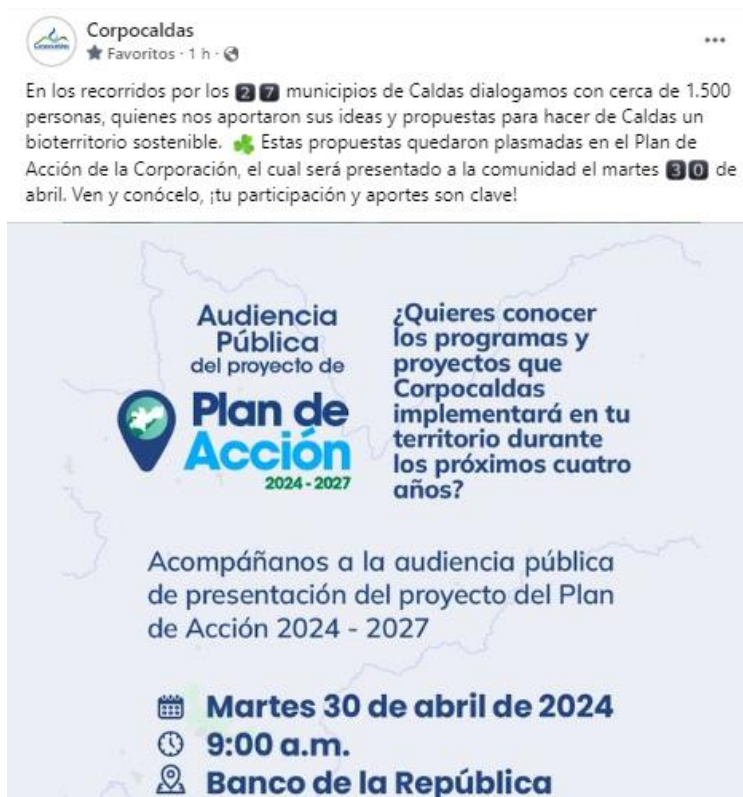 Corpocaldas
Corpocaldas
Favoritos · 1 h ·
En los recorridos por los 27 municipios de Caldas dialogamos con cerca de 1.500
personas, quienes nos aportaron sus ideas y propuestas para hacer de Caldas un
bioterritorio sostenible. ☘️ Estas propuestas quedaron plasmadas en el Plan de
Acción de la Corporación, el cual será presentado a la comunidad el martes 30 de
abril. Ven y conócelo, ¡tu participación y aportes son clave!
Audiencia
Pública
del proyecto de
Plan de
Acción
2024 - 2027
¿Quieres conocer
los programas y
proyectos que
Corpocaldas
implementará en tu
territorio durante
los próximos cuatro
años?
Acompáñanos a la audiencia pública
de presentación del proyecto del Plan
de Acción 2024 - 2027
Martes 30 de abril de 2024
9:00 a.m.
Banco de la República